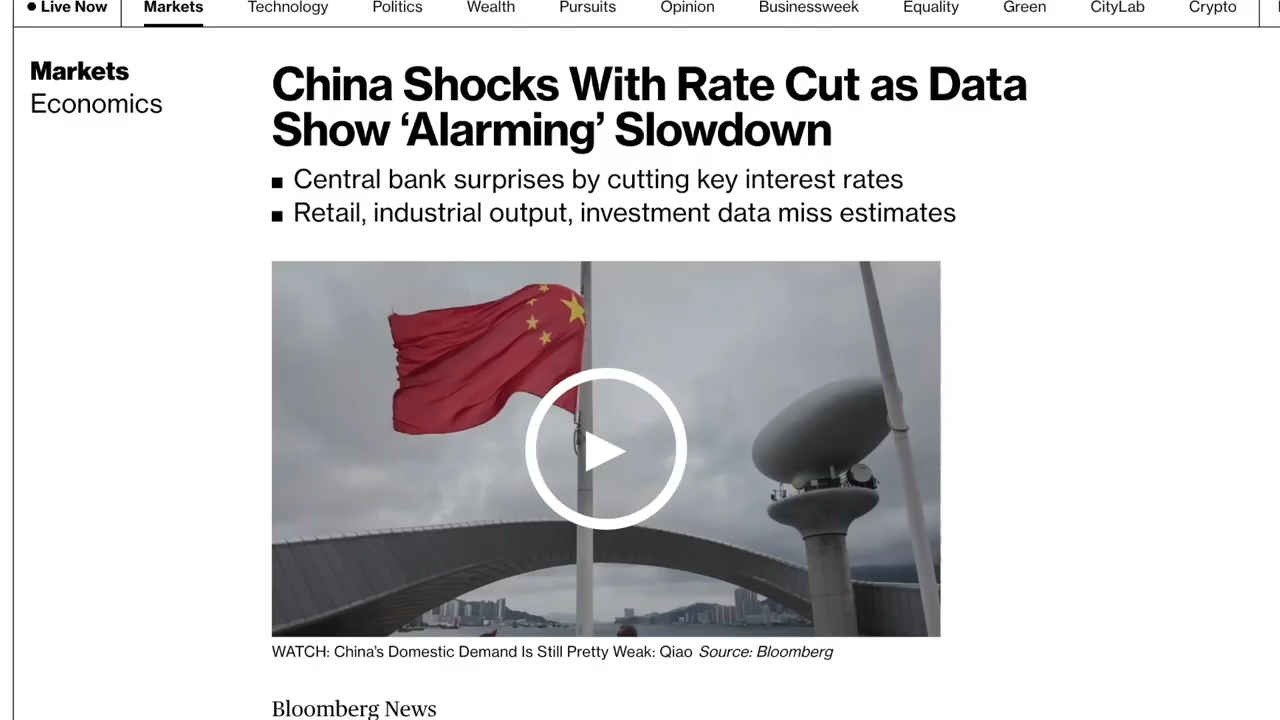 ● Live Now Markets Technology Politics Wealth Pursuits Opinion Businessweek Equality Green CityLab Crypto
Markets
Economics
China Shocks With Rate Cut as Data
Show ‘Alarming’ Slowdown
■ Central bank surprises by cutting key interest rates
■ Retail, industrial output, investment data miss estimates
WATCH: China’s Domestic Demand Is Still Pretty Weak: Qiao Source: Bloomberg
Bloomberg News